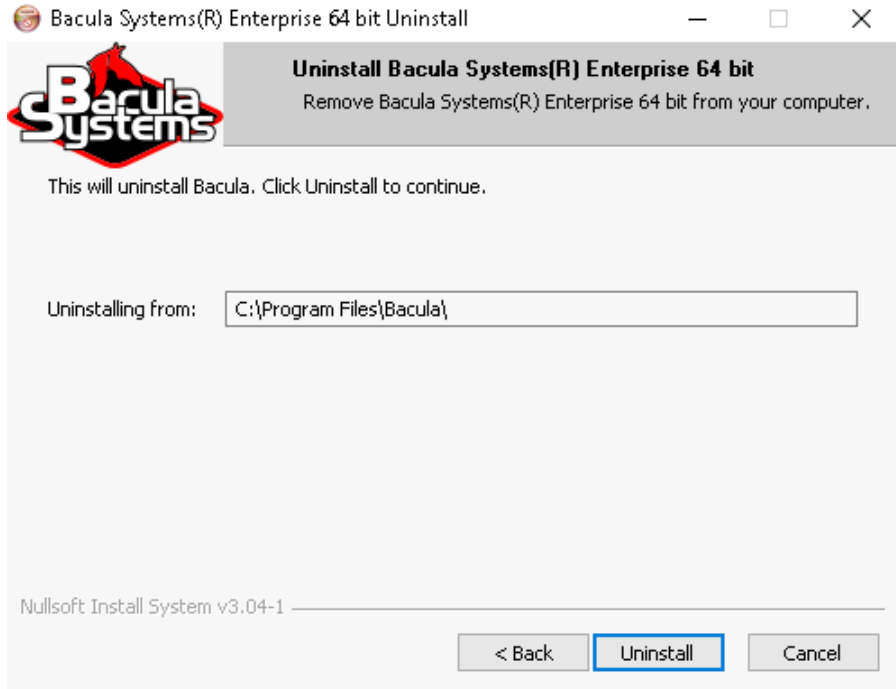 Bacula Systems(R) Enterprise 64 bit Uninstall
Bacula
Systems
Uninstall Bacula Systems(R) Enterprise 64 bit
Remove Bacula Systems(R) Enterprise 64 bit from your computer.
This will uninstall Bacula. Click Uninstall to continue.
Uninstalling from: C:\Program Files\Bacula\
Nullsoft Install System v3.04-1
< Back Uninstall Cancel